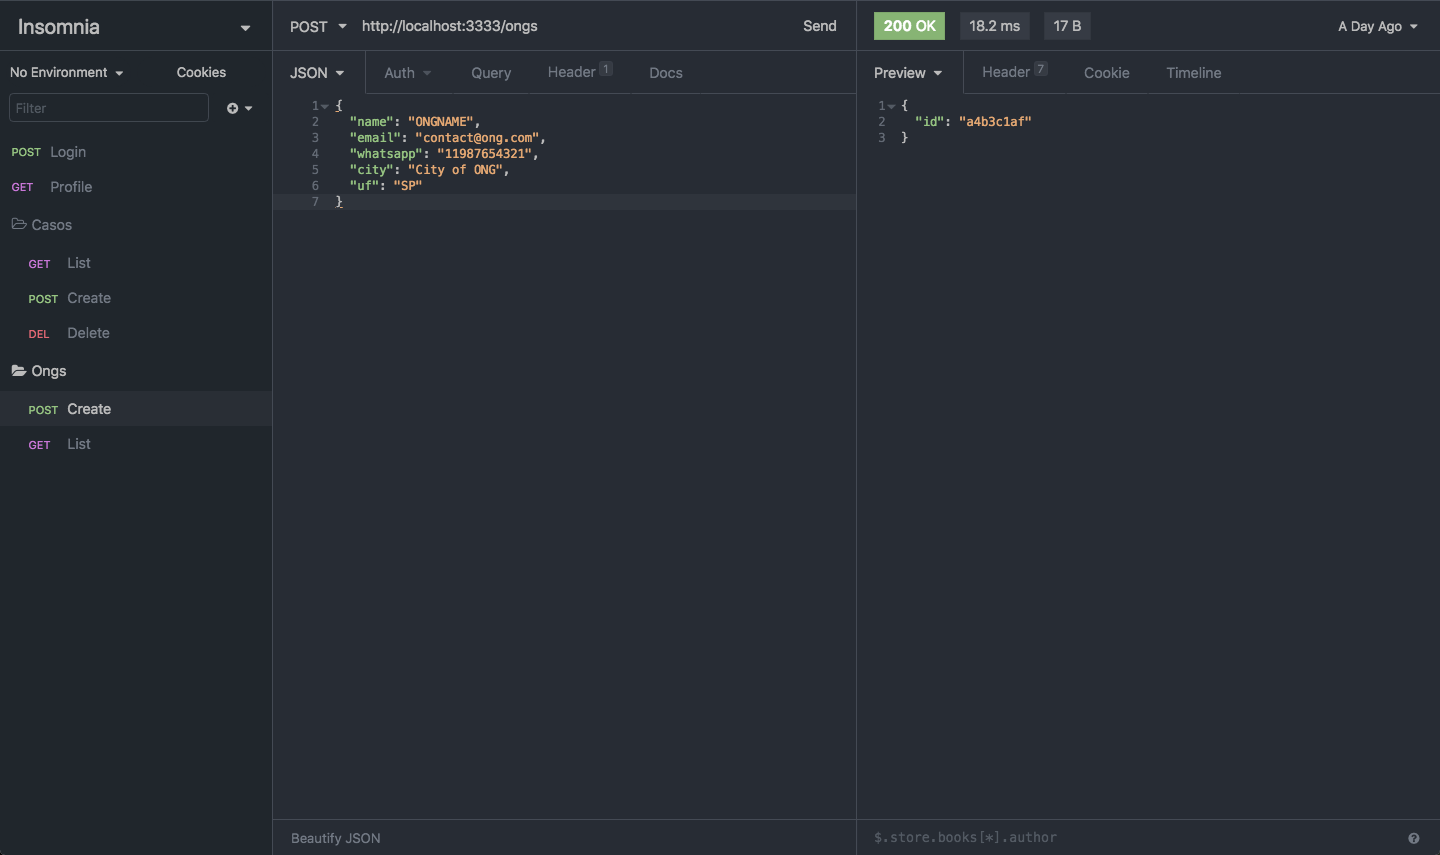 Insomnia
No Environment Cookies
Filter
POST Login
GET Profile
Casos
GET List
POST Create
DEL Delete
Ongs
POST Create
GET List
POST http://localhost:3333/ongs Send
JSON Auth Query Header 1 Docs
1 {
2 "name": "ONGNAME",
3 "email": "contact@ong.com",
4 "whatsapp": "11987654321",
5 "city": "City of ONG",
6 "uf": "SP"
7 }
Beautify JSON
200 OK 18.2 ms 17 B A Day Ago
Preview Header 7 Cookie Timeline
1 {
2 "id": "a4b3c1af"
3 }
$.store.books[*].author ?